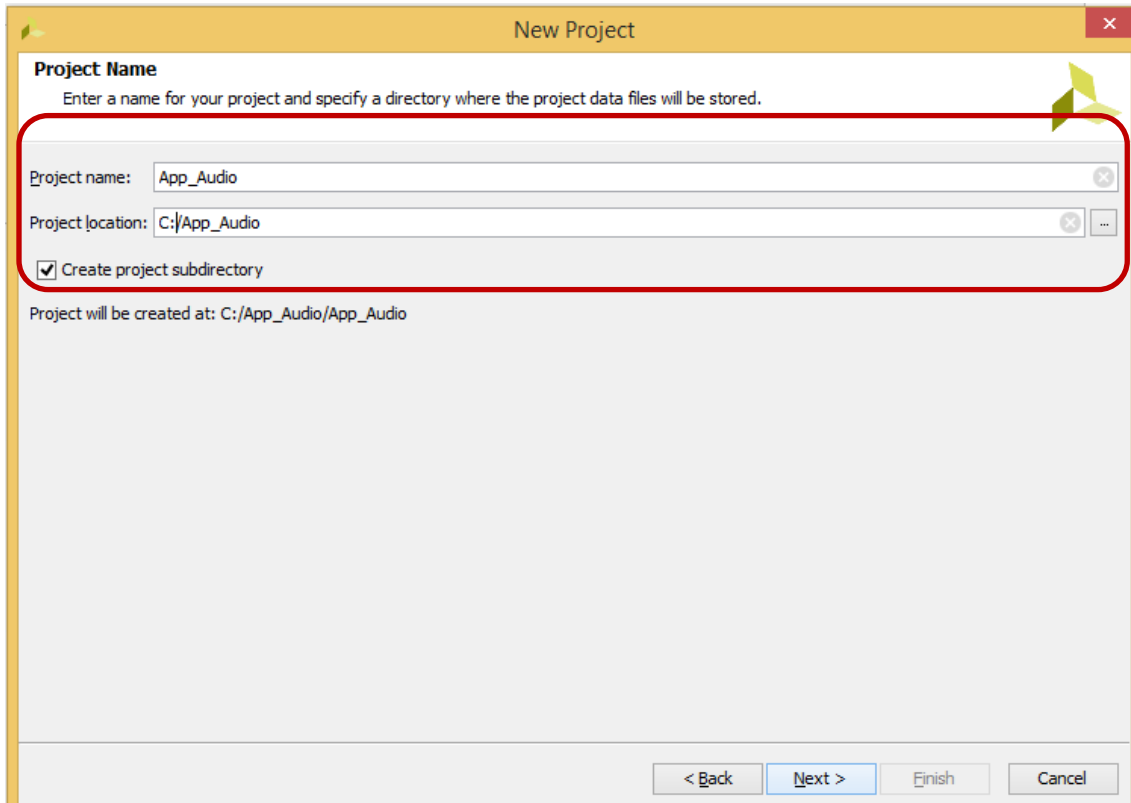 New Project
Project Name
Enter a name for your project and specify a directory where the project data files will be stored.
Project name: App_Audio
Project location: C:/App_Audio ...
Create project subdirectory
Project will be created at: C:/App_Audio/App_Audio
< Back Next > Finish Cancel